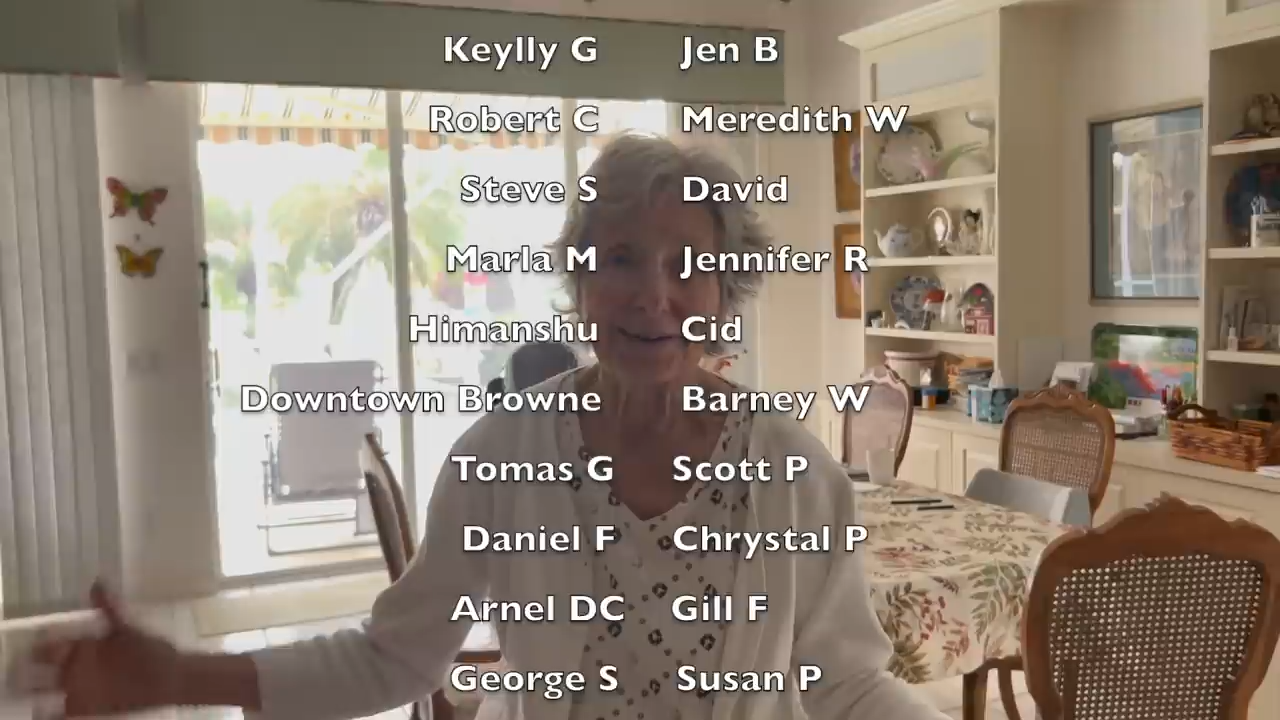 Keylly G Jen B
Robert C Meredith W
Steve S David
Marla M Jennifer R
Himanshu Cid
Downtown Browne Barney W
Tomas G Scott P
Daniel F Chrystal P
Arnel DC Gill F
George S Susan P